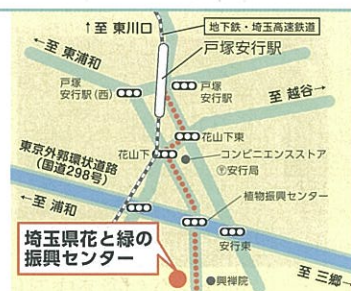 ↑至 東川口
地下鉄・埼玉高速鉄道
戸塚安行駅
←至 東浦和
戸塚
安行駅(西)
戸塚
安行駅
至 越谷→
花山下東
花山下
コンビニエンスストア
〒安行局
東京外郭環状道路
(国道298号)
←至 浦和
植物振興センター
埼玉県花と緑の
振興センター
安行東
興禅院
至 三郷→